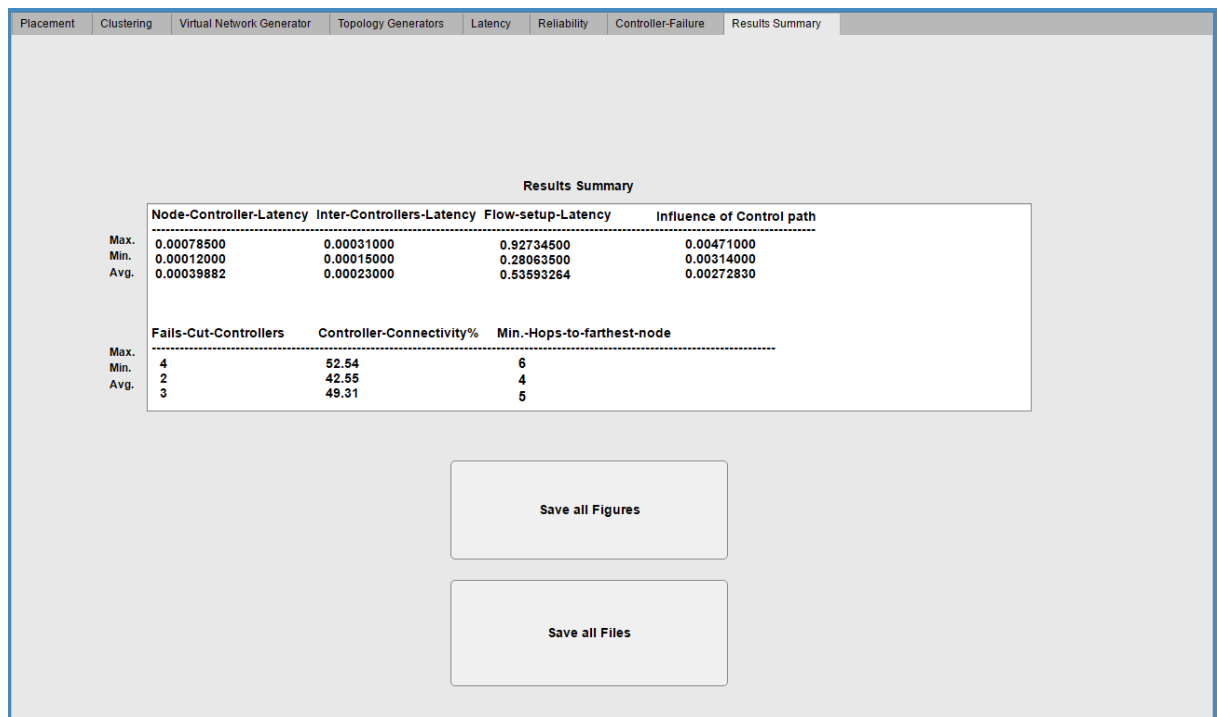 Placement Clustering Virtual Network Generator Topology Generators Latency Reliability Controller-Failure Results Summary
Results Summary
Node-Controller-Latency Inter-Controllers-Latency Flow-setup-Latency Influence of Control path
Max. 0.00078500 0.00031000 0.92734500 0.00471000
Min. 0.00012000 0.00015000 0.28063500 0.00314000
Avg. 0.00039882 0.00023000 0.53593264 0.00272830
Fails-Cut-Controllers Controller-Connectivity% Min.-Hops-to-farthest-node
Max. 4 52.54 6
Min. 2 42.55 4
Avg. 3 49.31 5
Save all Figures
Save all Files